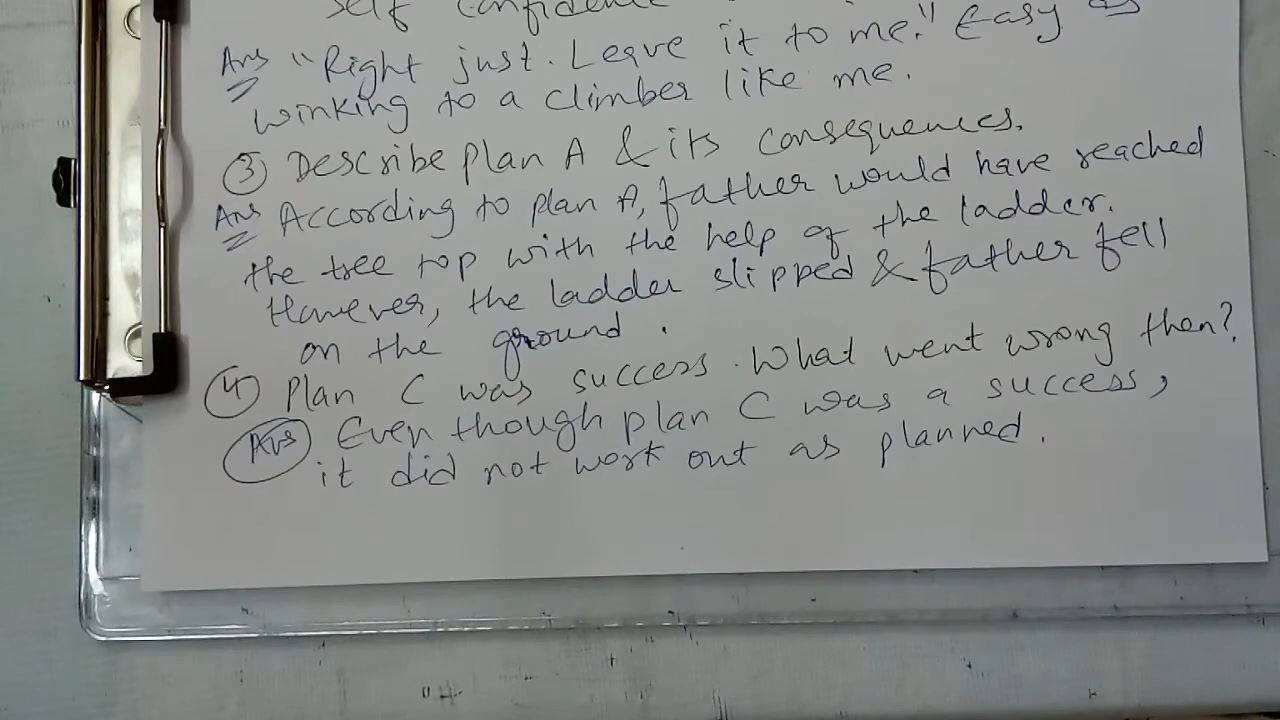 self confidence
Ans "Right just. Leave it to me!" Easy as
winking to a climber like me.
③ Describe plan A & its consequences.
Ans According to plan A, father would have reached
the tree top with the help of the ladder.
However, the ladder slipped & father fell
on the ground.
④ Plan C was success. What went wrong then?
Ans Even though plan C was a success,
it did not work out as planned.